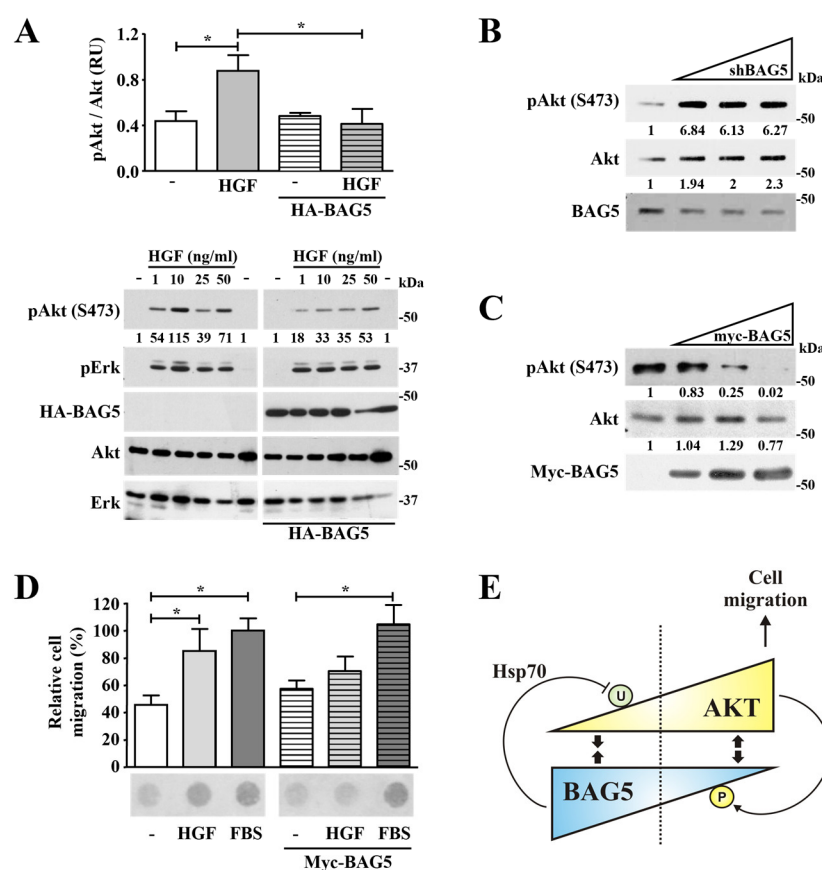 A
pAkt / Akt (RU)
1.2
0.8
0.4
0.0
*
*
- HGF - HGF
HA-BAG5
HGF (ng/ml) HGF (ng/ml)
- 1 10 25 50 - - 1 10 25 50 - kDa
pAkt (S473) -50
1 54 115 39 71 1 1 18 33 35 53 1
pErk -37
-50
HA-BAG5
Akt -50
Erk -37
HA-BAG5
B
shBAG5 kDa
pAkt (S473) -50
1 6.84 6.13 6.27
Akt -50
1 1.94 2 2.3
BAG5 -50
C
myc-BAG5 kDa
pAkt (S473) -50
1 0.83 0.25 0.02
Akt -50
1 1.04 1.29 0.77
Myc-BAG5 -50
D
Relative cell
migration (%)
120
100
80
60
40
20
0
*
*
*
- HGF FBS - HGF FBS
Myc-BAG5
E
Cell
migration
Hsp70
U
AKT
BAG5
P